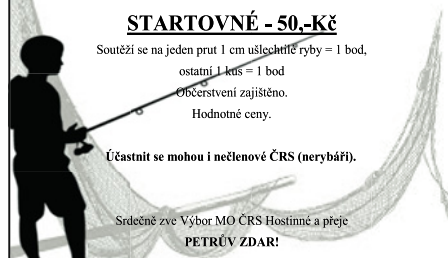 STARTOVNÉ - 50,-Kč
Soutěží se na jeden prut 1 cm ušlechtilé ryby = 1 bod,
ostatní 1 kus = 1 bod
Občerstvení zajištěno.
Hodnotné ceny.
Účastnit se mohou i nečlenové ČRS (nerybáři).
Srdečně zve Výbor MO ČRS Hostinné a přeje
PETRŮV ZDAR!